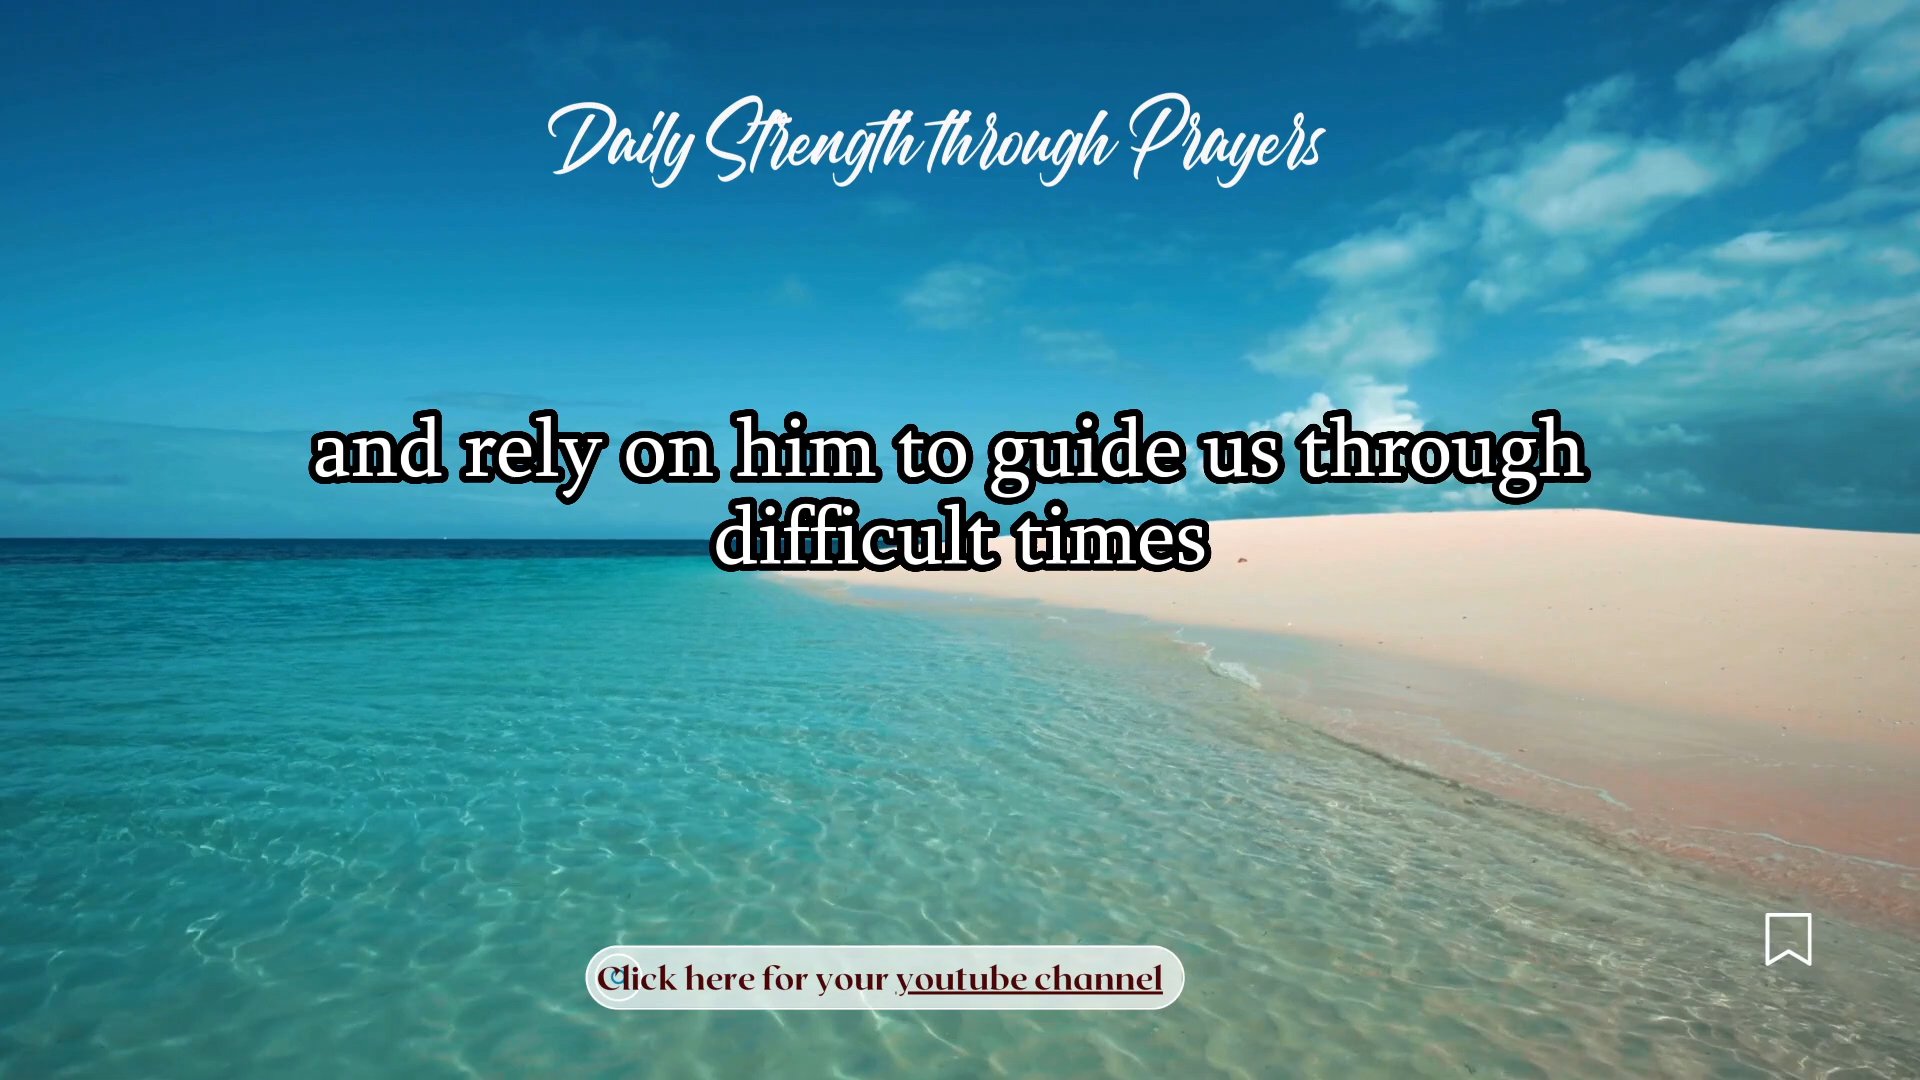 Daily Strength through Prayers
and rely on him to guide us through
difficult times
Click here for your youtube channel